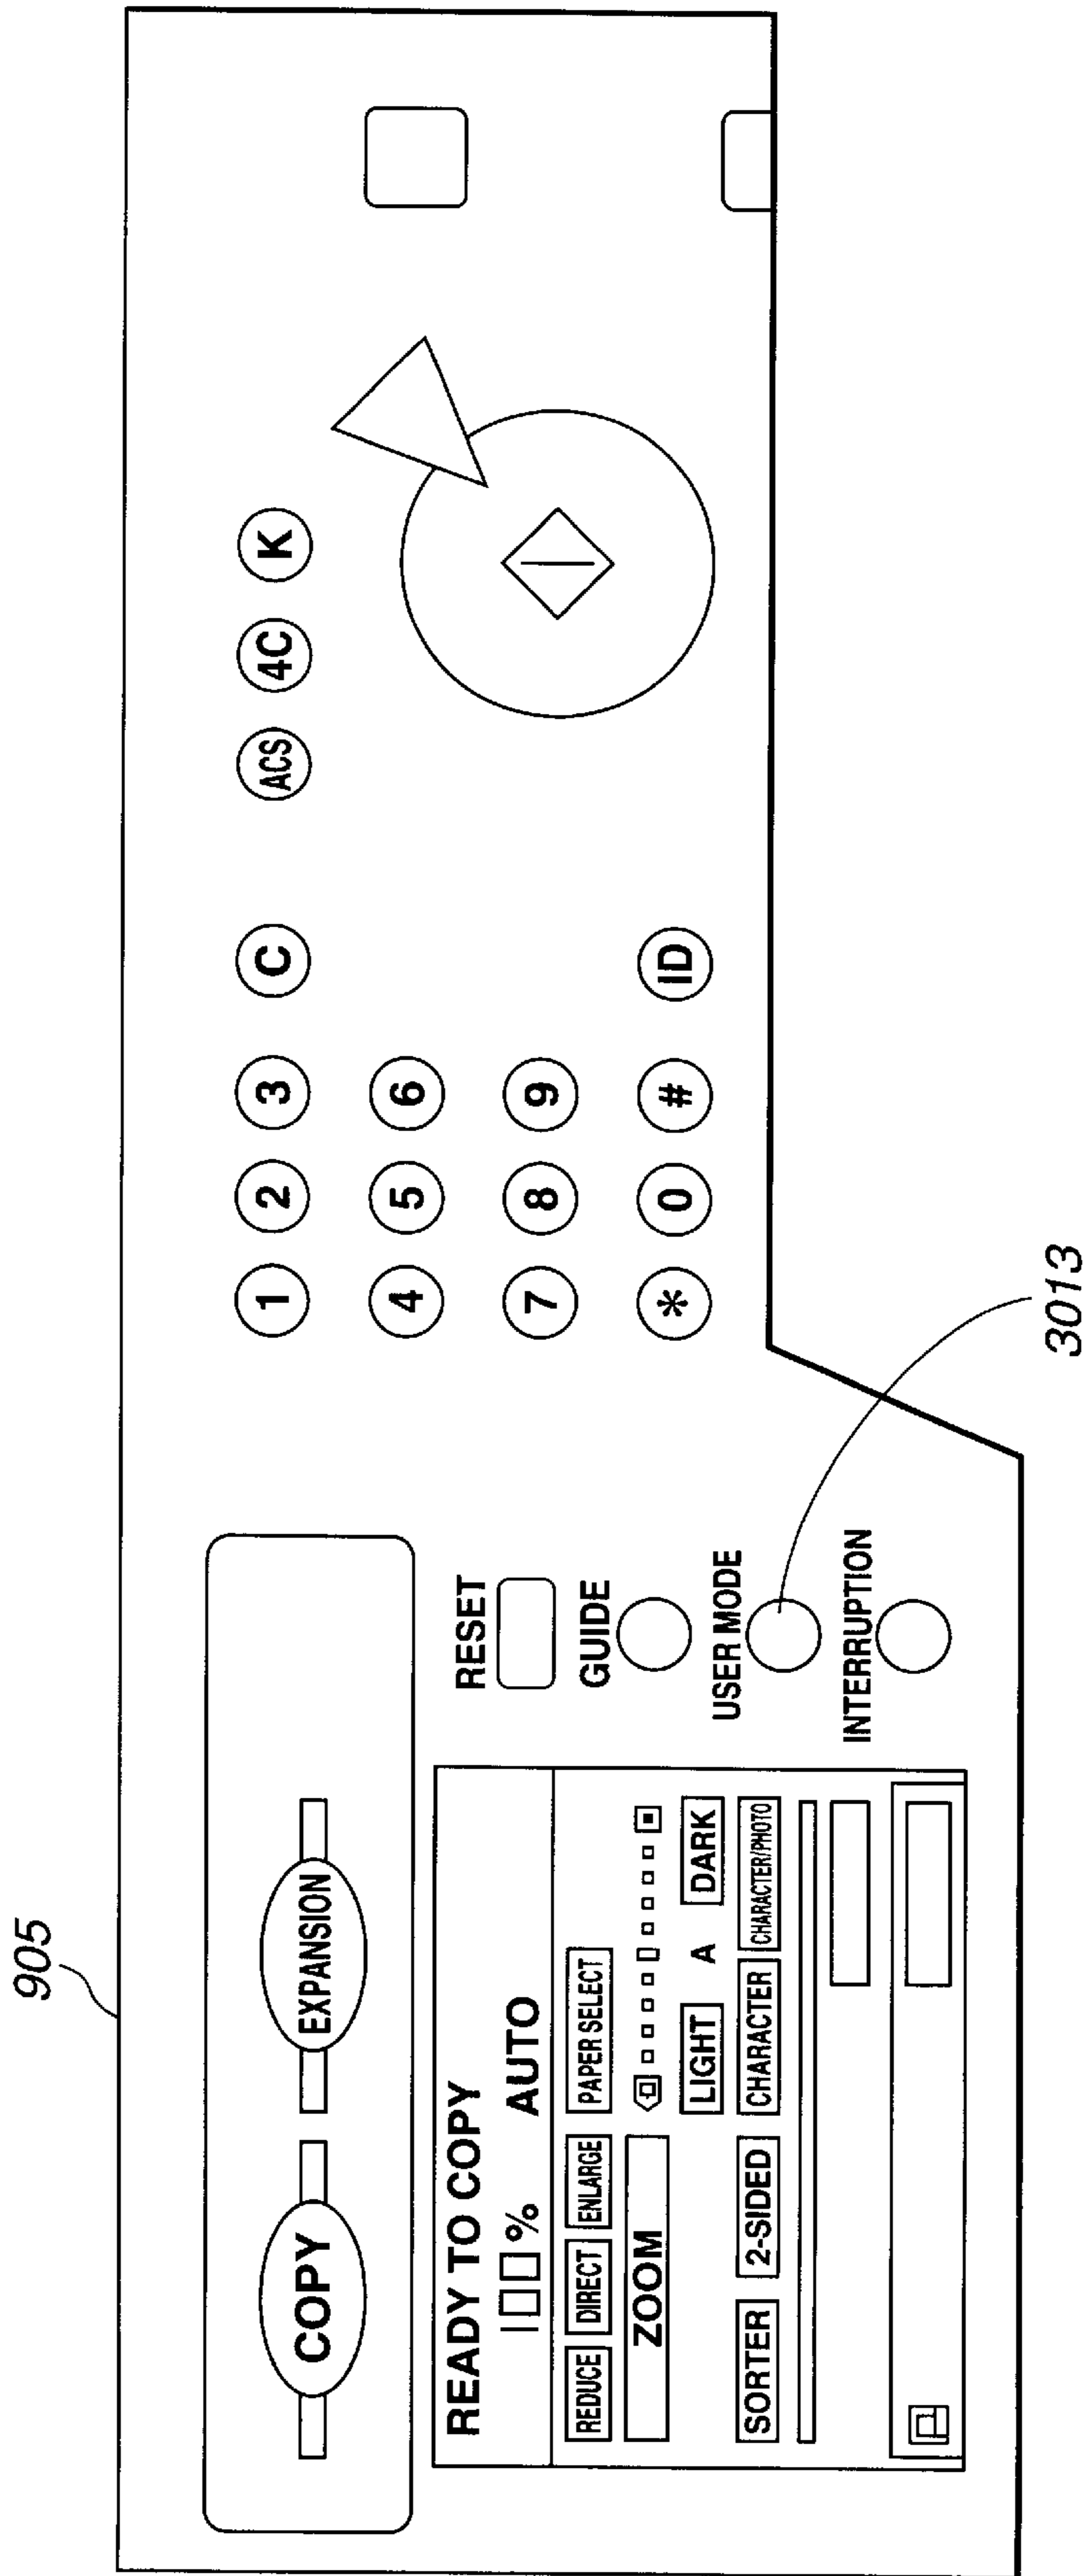 905
COPY EXPANSION
READY TO COPY
100% AUTO
REDUCE DIRECT ENLARGE PAPER SELECT
ZOOM
LIGHT A DARK
SORTER 2-SIDED CHARACTER CHARACTER/PHOTO
RESET
GUIDE
USER MODE
INTERRUPTION
1 2 3 C ACS 4C K
4 5 6
7 8 9
* 0 # ID
3013